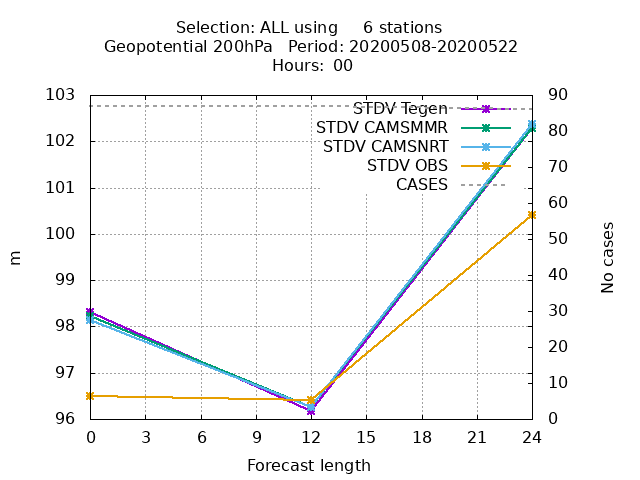 Selection: ALL using     6 stations
Geopotential 200hPa   Period: 20200508-20200522
Hours:  00
103
102
101
100
99
98
97
96
90
80
70
60
50
40
30
20
10
0
STDV Tegen
STDV CAMSMMR
STDV CAMSNRT
STDV OBS
CASES
m
No cases
0 3 6 9 12 15 18 21 24
Forecast length